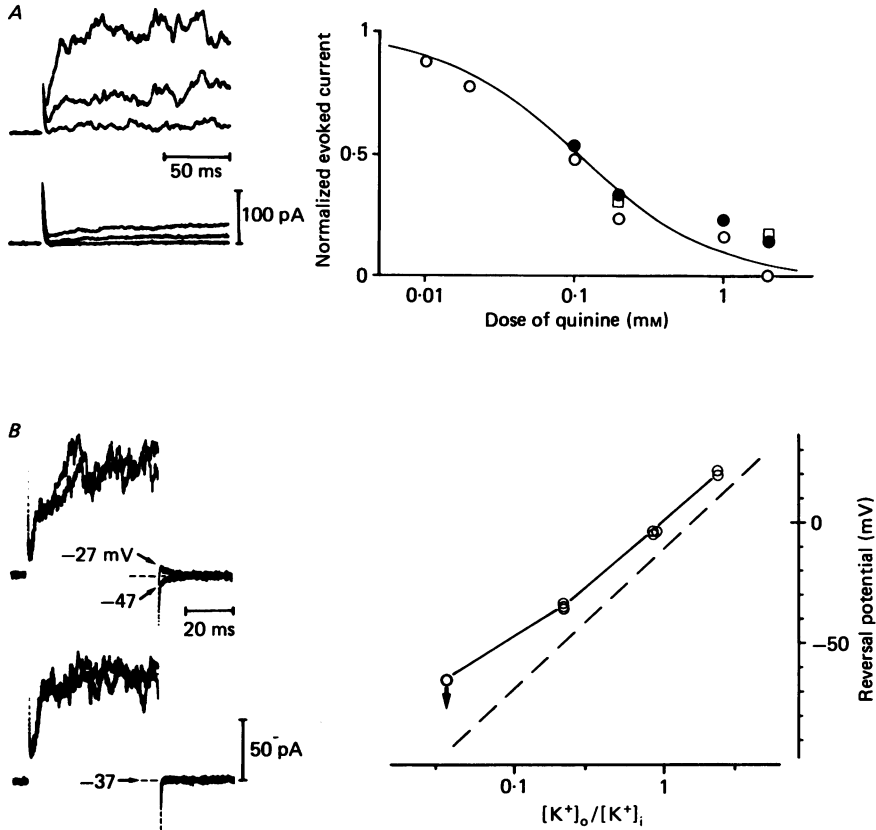 A
50 ms
100 pA
Normalized evoked current
1
0·5
0
0·01
0·1
1
Dose of quinine (mM)
B
−27 mV
−47
20 ms
50 pA
−37
0
−50
Reversal potential (mV)
0·1
1
[K⁺]ₒ/[K⁺]ᵢ